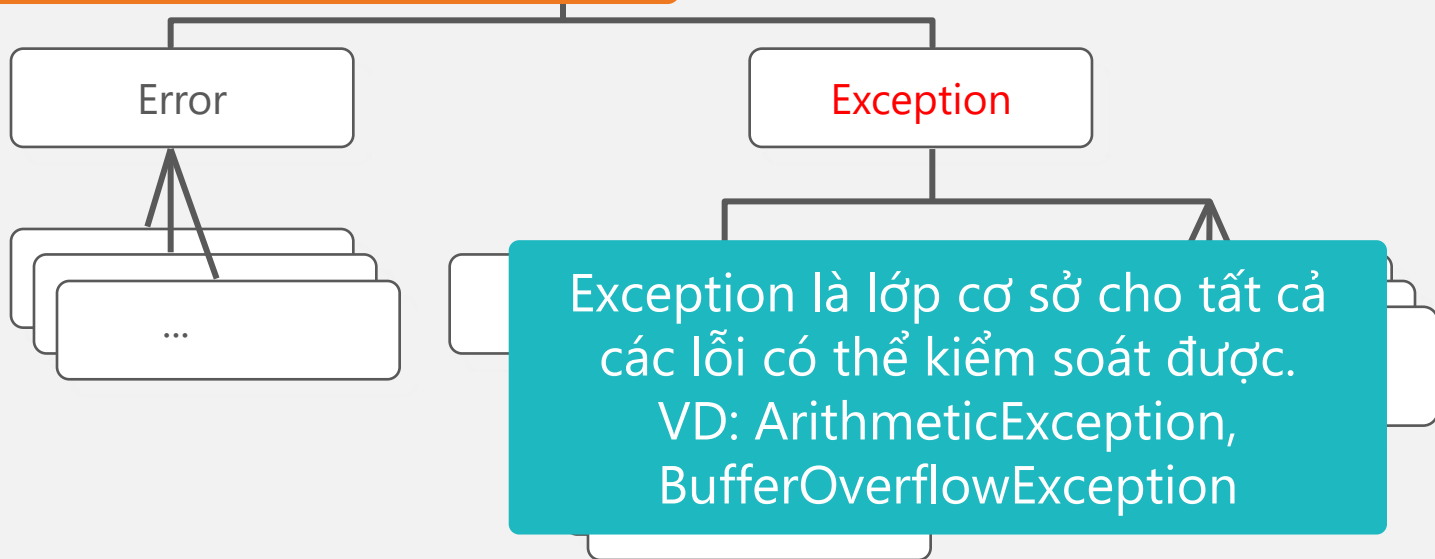 Error
Exception
...
Exception là lớp cơ sở cho tất cả
các lỗi có thể kiểm soát được.
VD: ArithmeticException,
BufferOverflowException